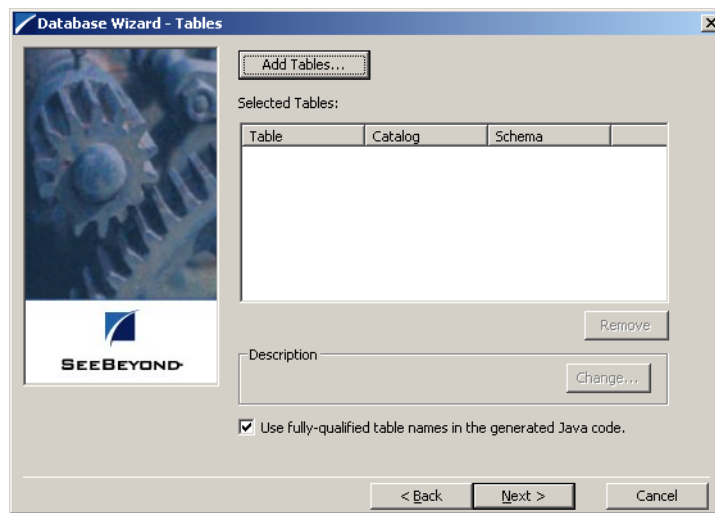 Database Wizard - Tables
Add Tables...
Selected Tables:
Table Catalog Schema
Remove
SEEBEYOND
Description
Change...
Use fully-qualified table names in the generated Java code.
< Back Next > Cancel